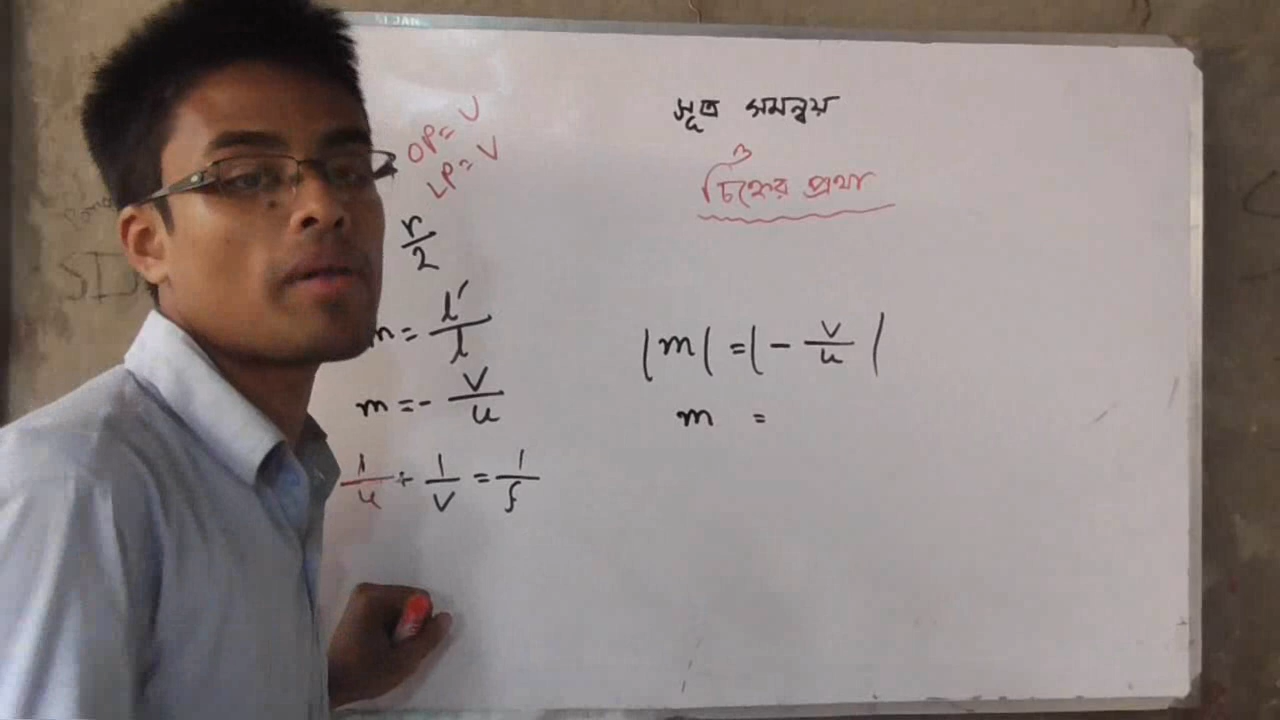 OP = U
LP = V
r/2
m = l'/l
m = - v/u
1/u + 1/v = 1/f
সূত্র সমন্বয়
ও
চিহ্নের প্রথা
|m| = |- v/u|
m =